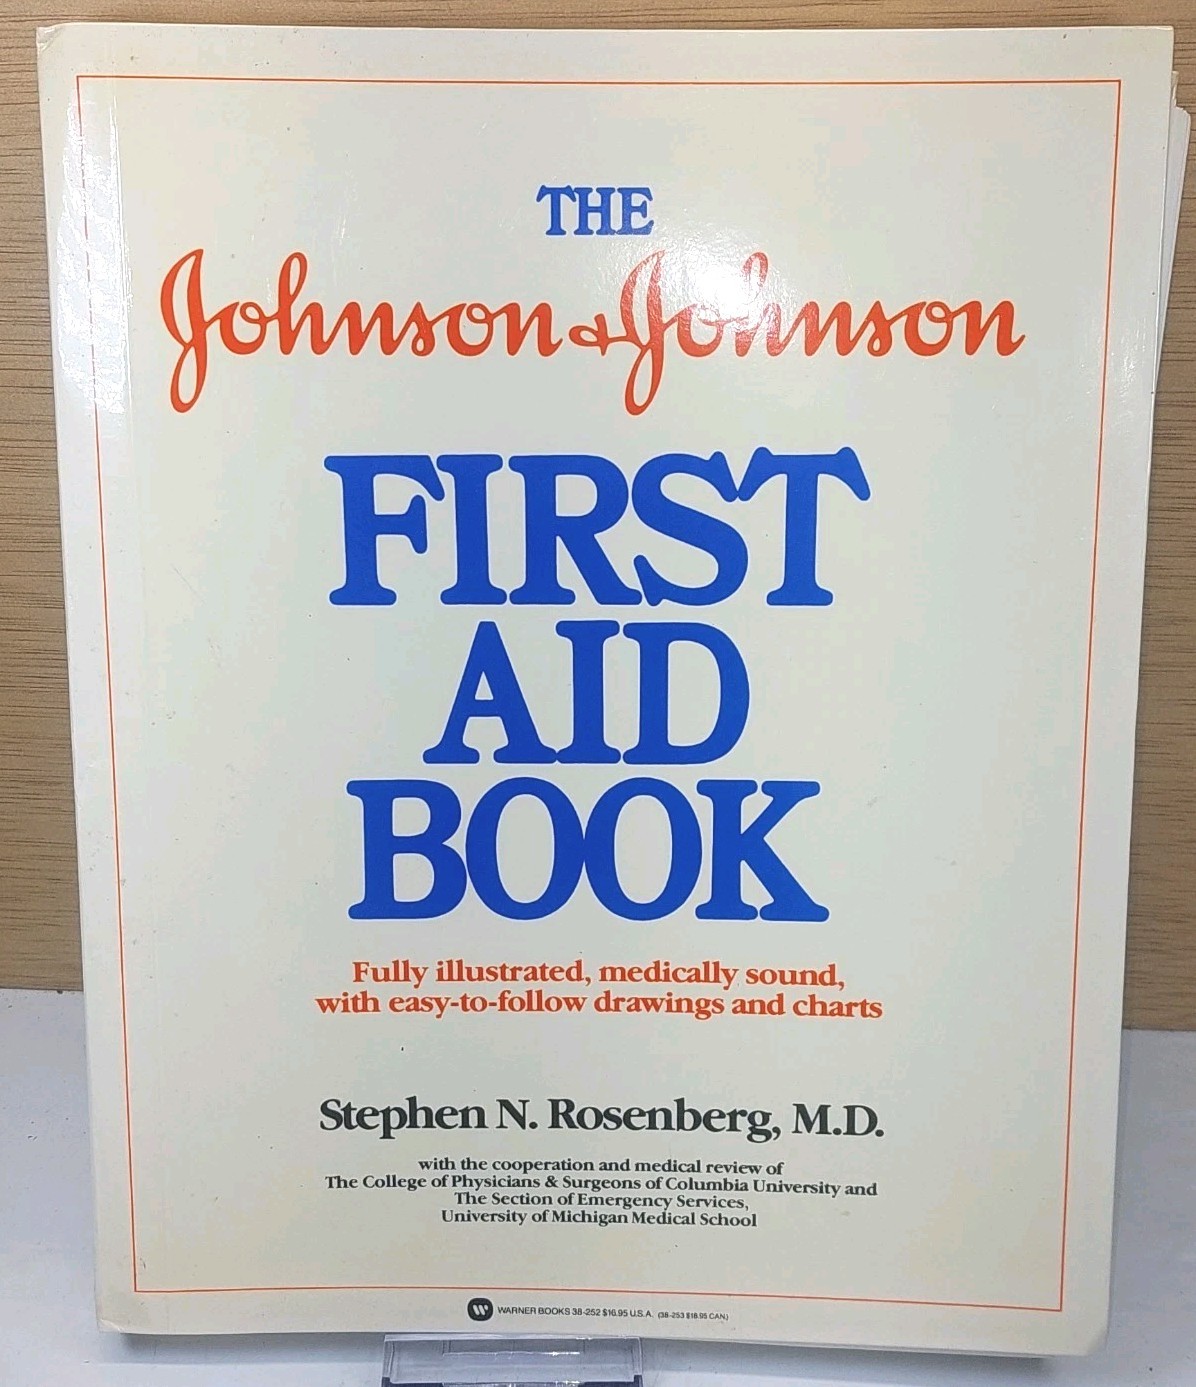 THE
Johnson & Johnson
FIRST
AID
BOOK
Fully illustrated, medically sound,
with easy-to-follow drawings and charts
Stephen N. Rosenberg, M.D.
with the cooperation and medical review of
The College of Physicians & Surgeons of Columbia University and
The Section of Emergency Services,
University of Michigan Medical School
W WARNER BOOKS 38-252 $16.95 U.S.A. (38-253 $18.95 CAN)